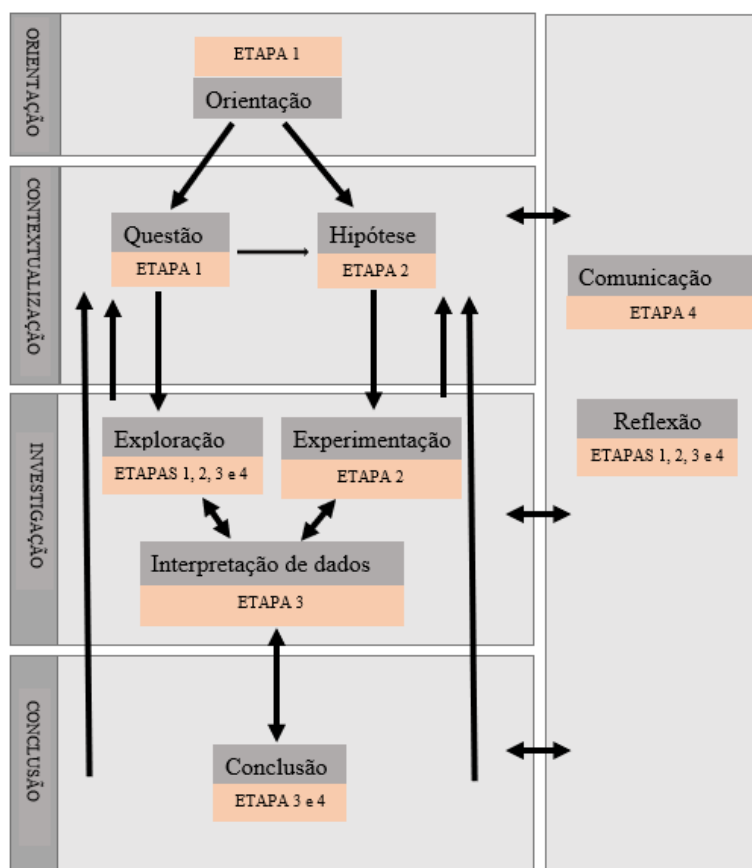 ORIENTAÇÃO
ETAPA 1
Orientação
CONTEXTUALIZAÇÃO
Questão
ETAPA 1
Hipótese
ETAPA 2
INVESTIGAÇÃO
Exploração
ETAPAS 1, 2, 3 e 4
Experimentação
ETAPA 2
Interpretação de dados
ETAPA 3
CONCLUSÃO
Conclusão
ETAPA 3 e 4
Comunicação
ETAPA 4
Reflexão
ETAPAS 1, 2, 3 e 4